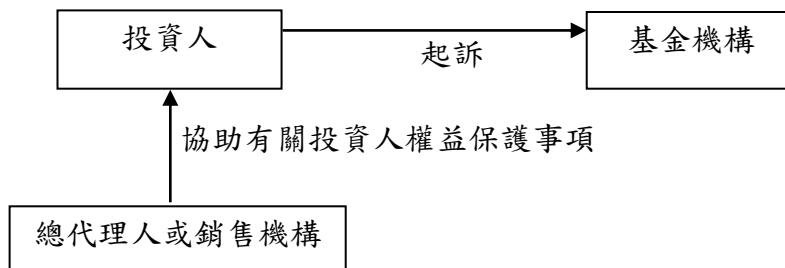 投資人
起訴
基金機構
協助有關投資人權益保護事項
總代理人或銷售機構